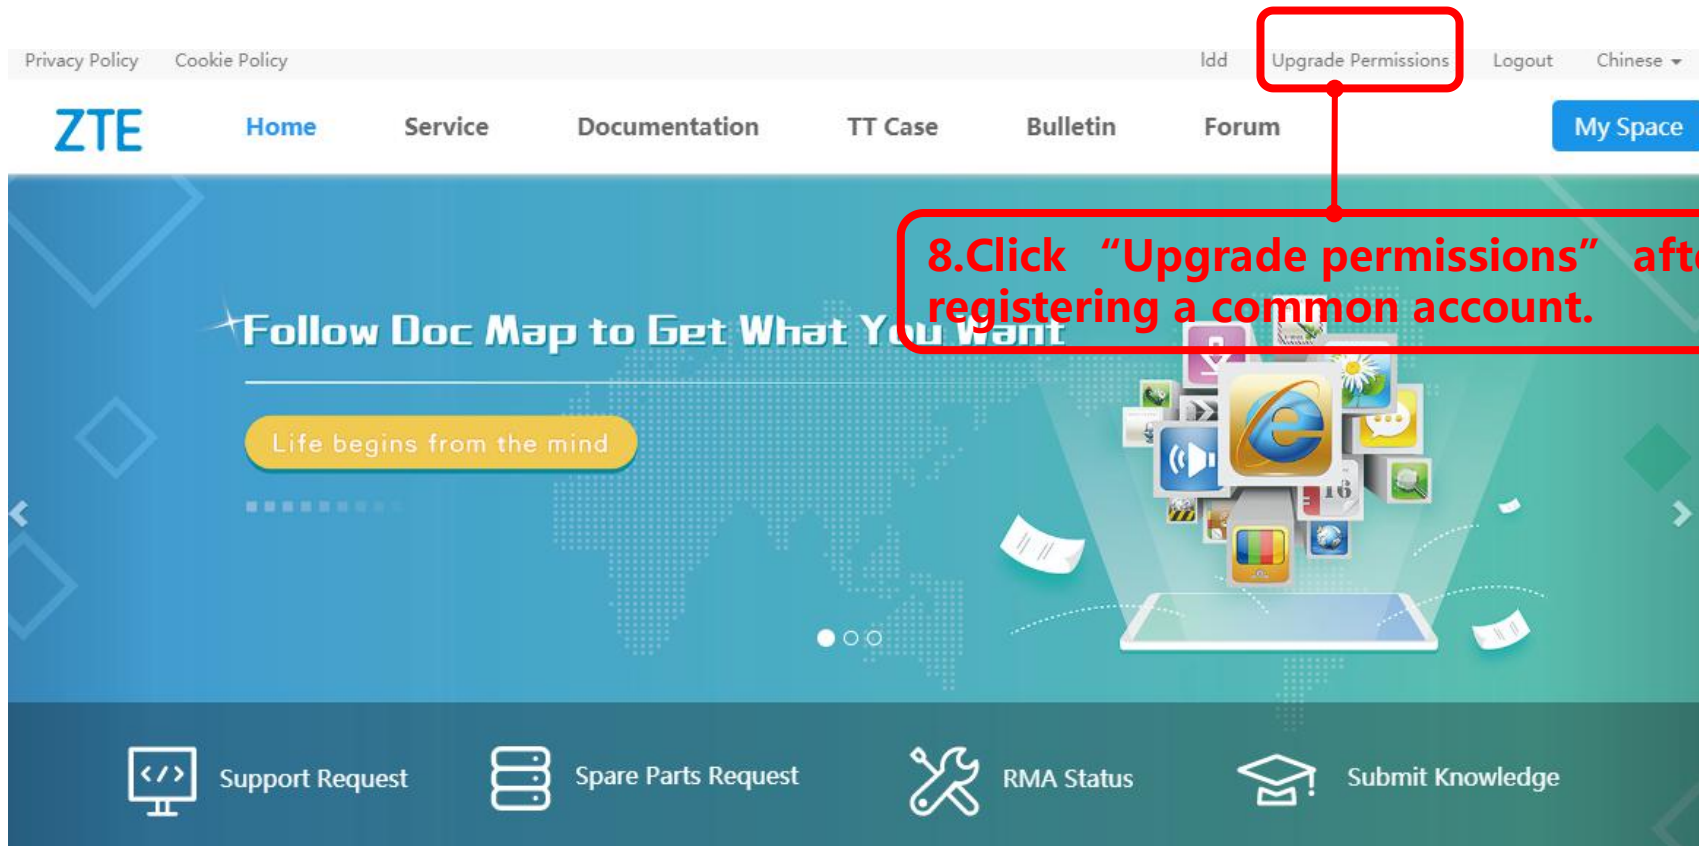 Privacy Policy Cookie Policy ldd Upgrade Permissions Logout Chinese
ZTE Home Service Documentation TT Case Bulletin Forum My Space
8.Click “Upgrade permissions” afte
registering a common account.
Follow Doc Map to Get What You Want
Life begins from the mind
16
</> Support Request Spare Parts Request RMA Status Submit Knowledge